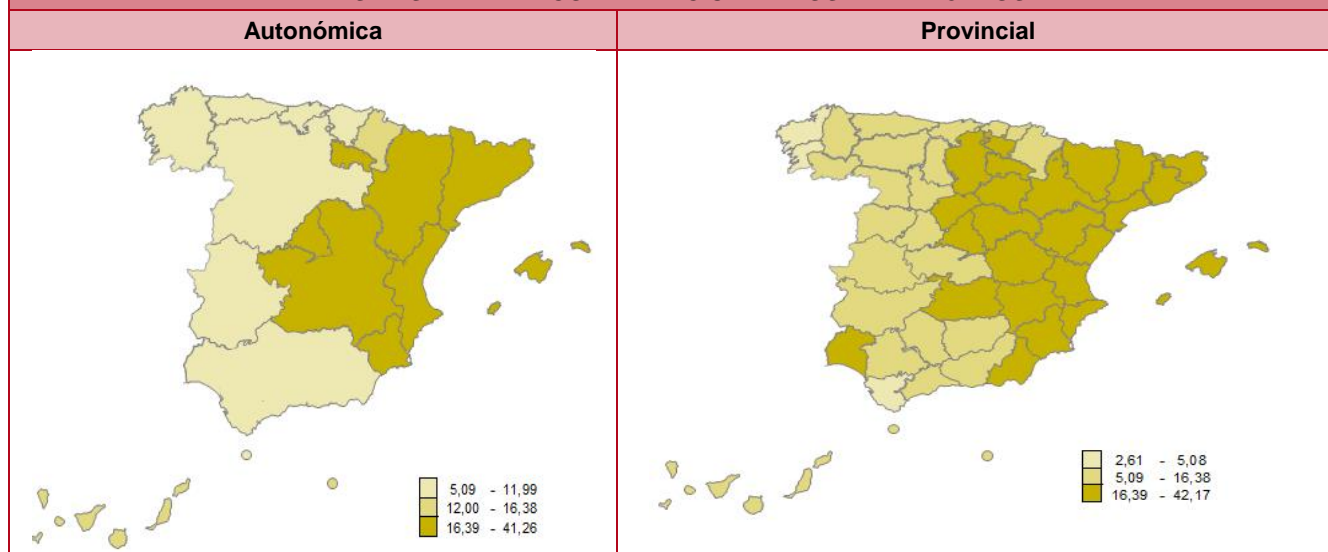 Autonómica
Provincial
5,09 - 11,99
12,00 - 16,38
16,39 - 41,26
2,61 - 5,08
5,09 - 16,38
16,39 - 42,17